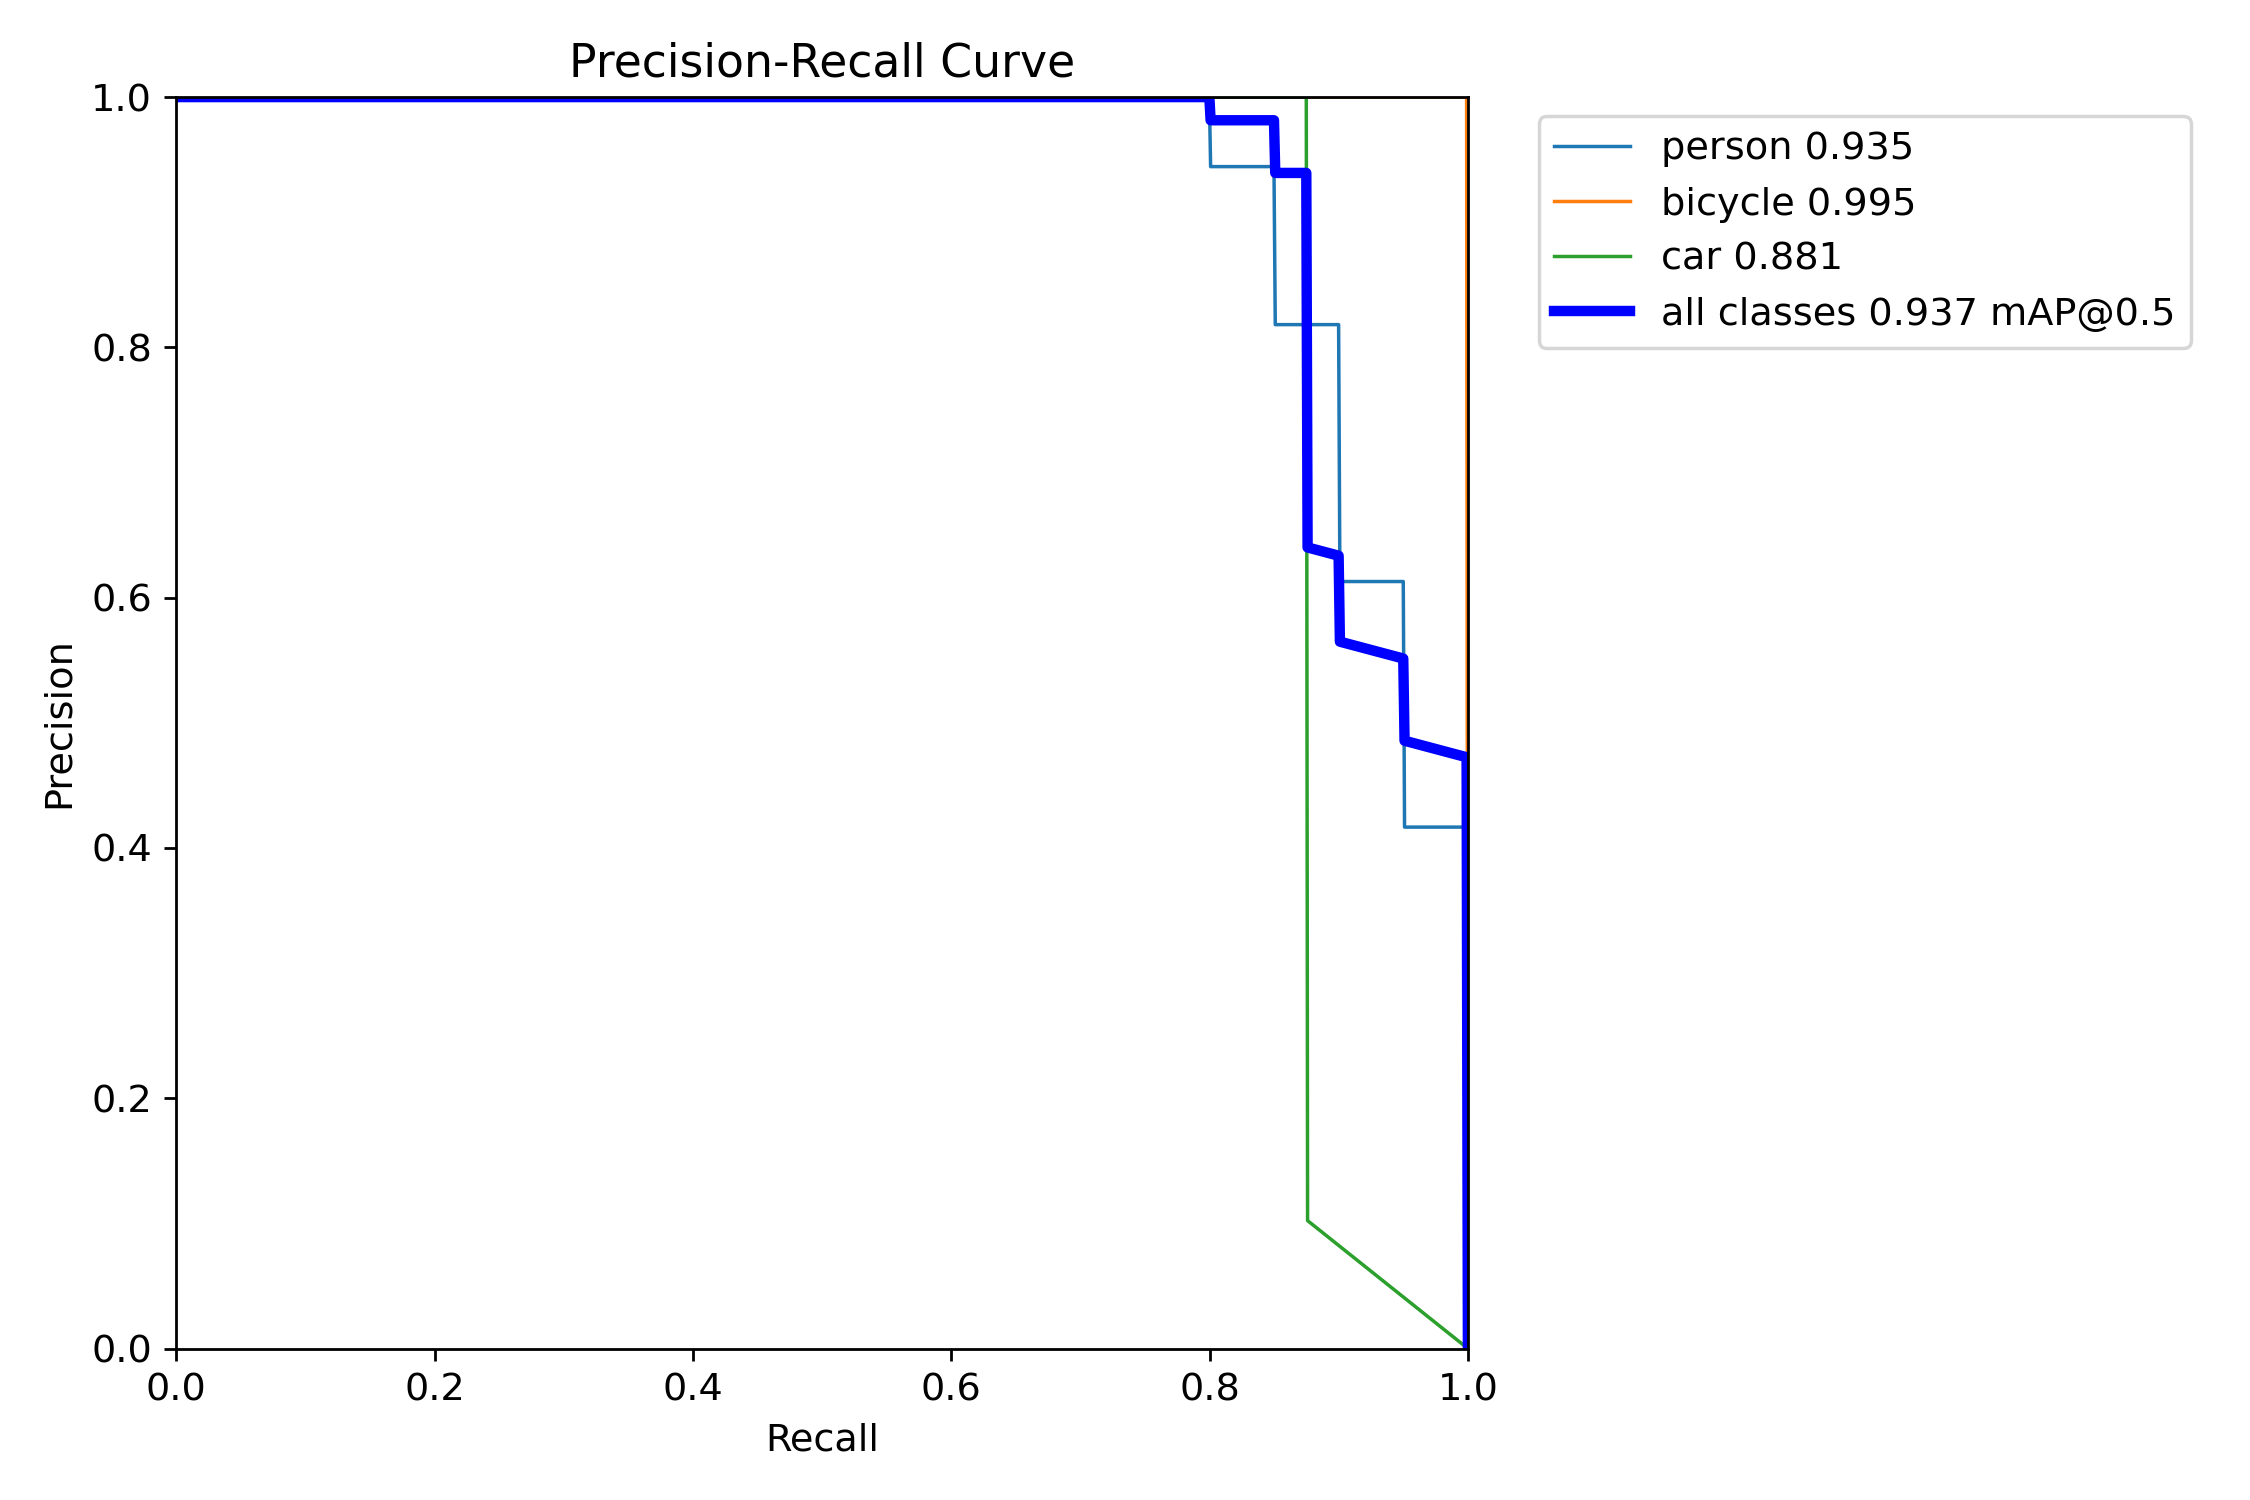 Precision-Recall Curve
1.0
0.8
0.6
0.4
0.2
0.0
Precision
0.0 0.2 0.4 0.6 0.8 1.0
Recall
person 0.935
bicycle 0.995
car 0.881
all classes 0.937 mAP@0.5